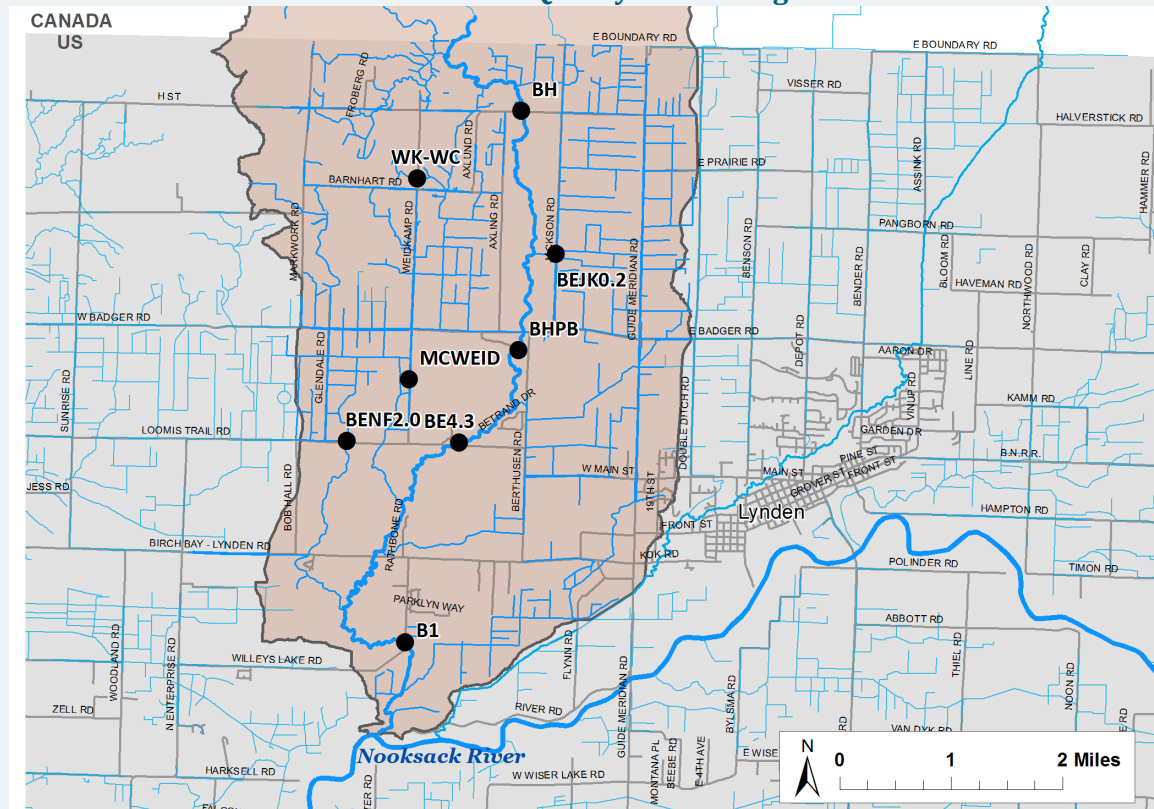 CANADA
US
E BOUNDARY RD
E BOUNDARY RD
VISSER RD
FROBERG RD
H ST
BH
HALVERSTICK RD
AXLUND RD
WK-WC
E PRAIRIE RD
ASSINK RD
HAMMER RD
BARNHART RD
MARKWORK RD
WEIDKAMP RD
AXLING RD
CKSON RD
BENSON RD
PANGBORN RD
GUIDE MERIDIAN RD
BENDER RD
BLOOM RD
NORTHWOOD RD
CLAY RD
BEJK0.2
HAVEMAN RD
W BADGER RD
BHPB
E BADGER RD
DEPOT RD
AARON DR
LINE RD
GLENDALE RD
MCWEID
SUNRISE RD
VINUP RD
KAMM RD
BETRAND DR
DOUBLE DITCH RD
BENF2.0
BE4.3
LOOMIS TRAIL RD
GARDEN DR
BERTHUSEN RD
PINE ST
B.N.R.R.
W MAIN ST
MAIN ST
FRONT ST
GROVER ST
JESS RD
BOB HALL RD
19TH ST
Lynden
HAMPTON RD
FRONT ST
RATHBONE RD
BIRCH BAY - LYNDEN RD
KOK RD
POLINDER RD
TIMON RD
PARKLYN WAY
ABBOTT RD
B1
WOODLAND RD
N ENTERPRISE RD
WILLEYS LAKE RD
FLYNN RD
THIEL RD
NOON RD
GUIDE MERIDIAN RD
BYLSMA RD
ZELL RD
RIVER RD
VAN DYK RD
RD
E RD
Nooksack River
MONTANA PL
BEEBE RD
E 4TH AVE
E WISE
N
0 1 2 Miles
HARKSELL RD
W WISER LAKE RD
TER RD